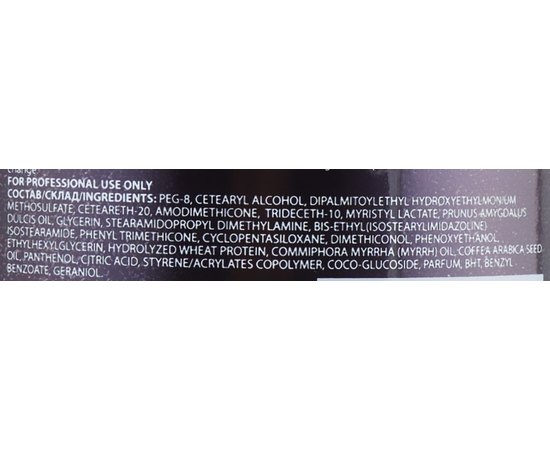 change.
FOR PROFESSIONAL USE ONLY
СОСТАВ/СКЛАД/INGREDIENTS: PEG-8, CETEARYL ALCOHOL, DIPALMITOYLETHYL HYDROXYETHYLMONIUM
METHOSULFATE, CETEARETH-20, AMODIMETHICONE, TRIDECETH-10, MYRISTYL LACTATE, PRUNUS AMYGDALUS
DULCIS OIL, GLYCERIN, STEARAMIDOPROPYL DIMETHYLAMINE, BIS-ETHYL(ISOSTEARYLIMIDAZOLINE)
ISOSTEARAMIDE, PHENYL TRIMETHICONE, CYCLOPENTASILOXANE, DIMETHICONOL, PHENOXYETHANOL,
ETHYLHEXYLGLYCERIN, HYDROLYZED WHEAT PROTEIN, COMMIPHORA MYRRHA (MYRRH) OIL, COFFEA ARABICA SEED
OIL, PANTHENOL, CITRIC ACID, STYRENE/ACRYLATES COPOLYMER, COCO-GLUCOSIDE, PARFUM, BHT, BENZYL
BENZOATE, GERANIOL.